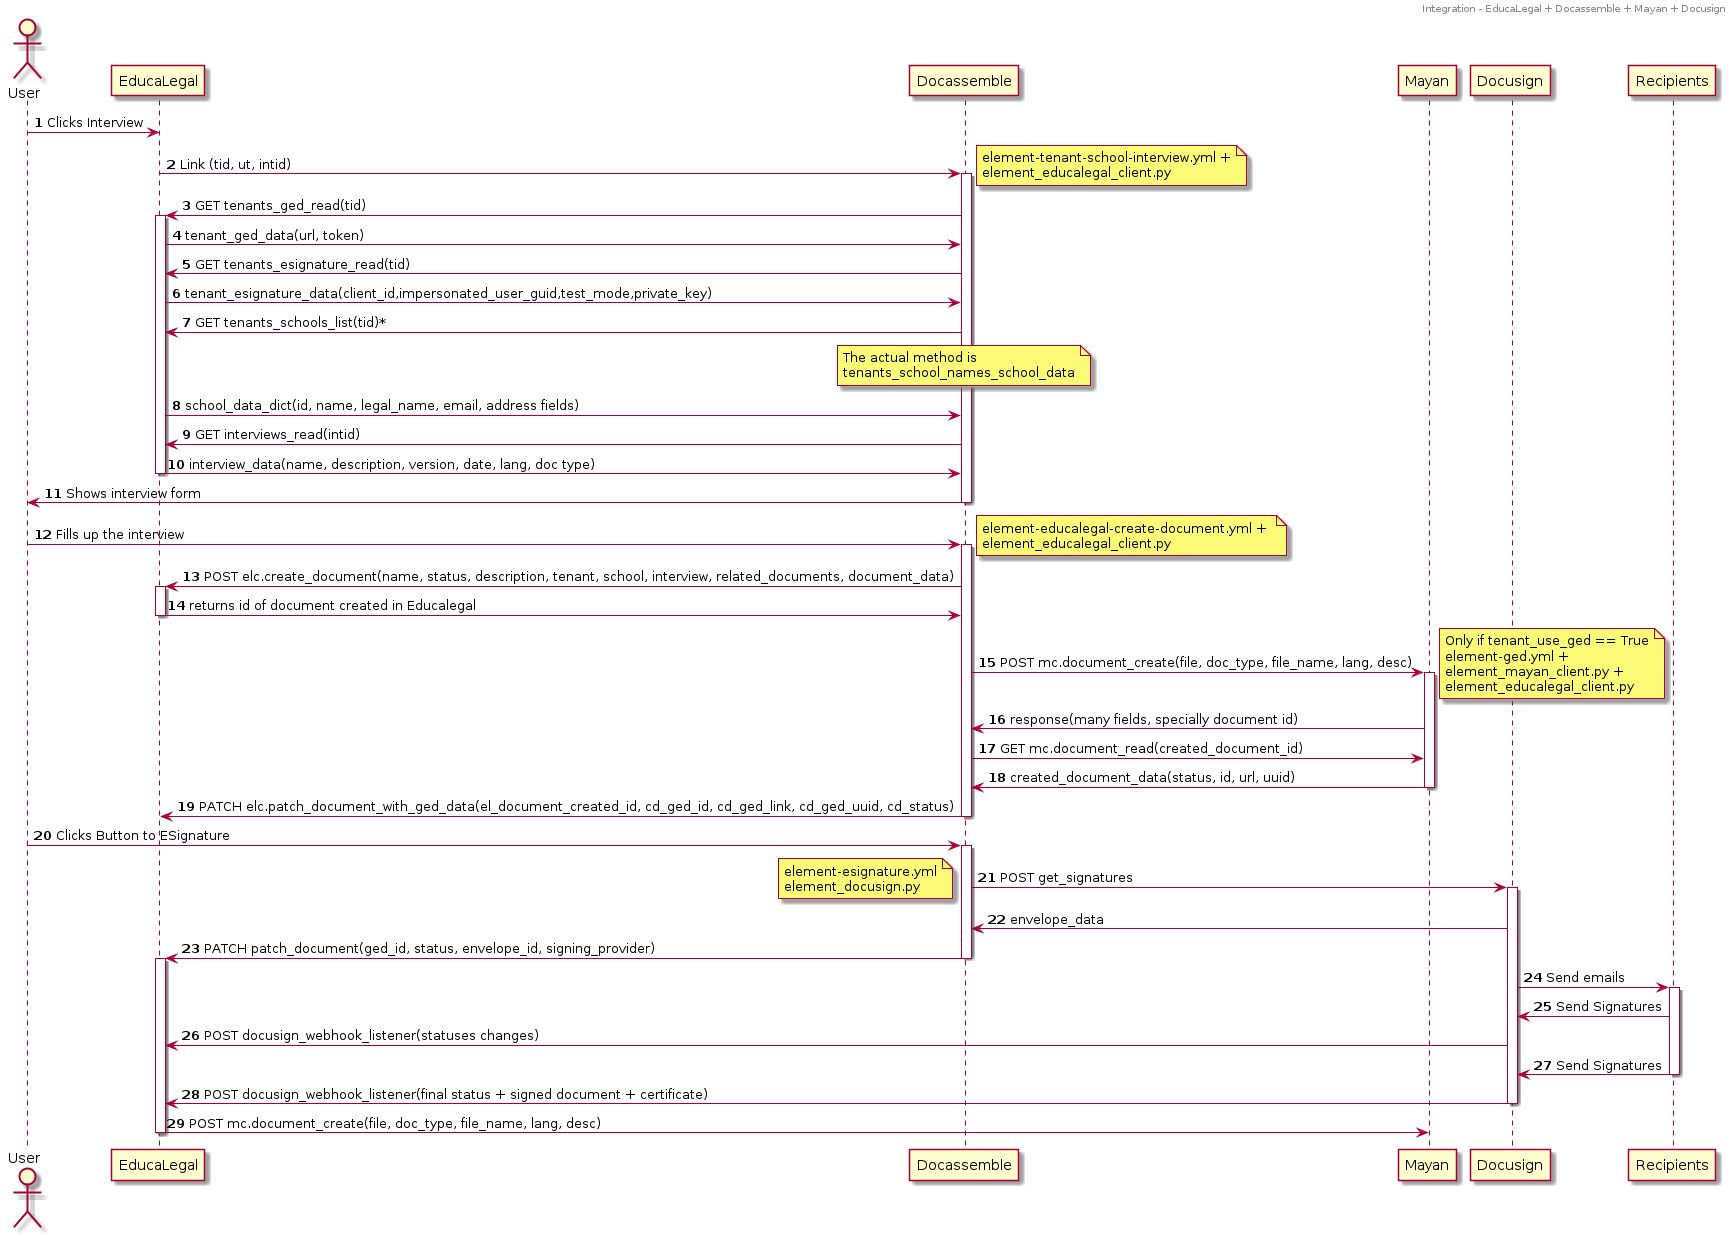 Integration - EducaLegal + Docassemble + Mayan + Docusign
User
EducaLegal
Docassemble
Mayan
Docusign
Recipients
1 Clicks Interview
2 Link (tid, ut, intid)
element-tenant-school-interview.yml +
element_educalegal_client.py
3 GET tenants_ged_read(tid)
4 tenant_ged_data(url, token)
5 GET tenants_esignature_read(tid)
6 tenant_esignature_data(client_id,impersonated_user_guid,test_mode,private_key)
7 GET tenants_schools_list(tid)*
The actual method is
tenants_school_names_school_data
8 school_data_dict(id, name, legal_name, email, address fields)
9 GET interviews_read(intid)
10 interview_data(name, description, version, date, lang, doc type)
11 Shows interview form
12 Fills up the interview
element-educalegal-create-document.yml +
element_educalegal_client.py
13 POST elc.create_document(name, status, description, tenant, school, interview, related_documents, document_data)
14 returns id of document created in Educalegal
15 POST mc.document_create(file, doc_type, file_name, lang, desc)
Only if tenant_use_ged == True
element-ged.yml +
element_mayan_client.py +
element_educalegal_client.py
16 response(many fields, specially document id)
17 GET mc.document_read(created_document_id)
18 created_document_data(status, id, url, uuid)
19 PATCH elc.patch_document_with_ged_data(el_document_created_id, cd_ged_id, cd_ged_link, cd_ged_uuid, cd_status)
20 Clicks Button to ESignature
element-esignature.yml
element_docusign.py
21 POST get_signatures
22 envelope_data
23 PATCH patch_document(ged_id, status, envelope_id, signing_provider)
24 Send emails
25 Send Signatures
26 POST docusign_webhook_listener(statuses changes)
27 Send Signatures
28 POST docusign_webhook_listener(final status + signed document + certificate)
29 POST mc.document_create(file, doc_type, file_name, lang, desc)
User
EducaLegal
Docassemble
Mayan
Docusign
Recipients